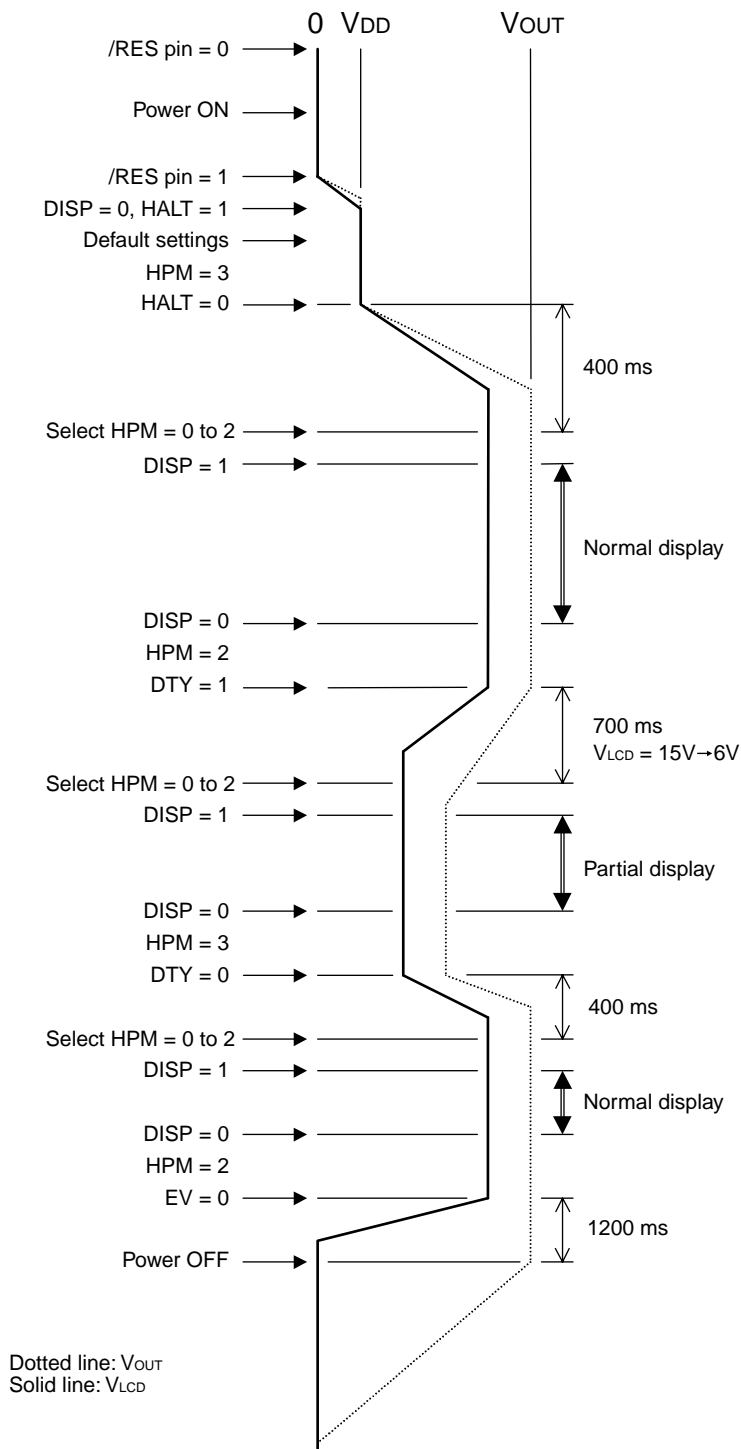 0 VDD VOUT
/RES pin = 0
Power ON
/RES pin = 1
DISP = 0, HALT = 1
Default settings
HPM = 3
HALT = 0
400 ms
Select HPM = 0 to 2
DISP = 1
Normal display
DISP = 0
HPM = 2
DTY = 1
700 ms
VLCD = 15V→6V
Select HPM = 0 to 2
DISP = 1
Partial display
DISP = 0
HPM = 3
DTY = 0
400 ms
Select HPM = 0 to 2
DISP = 1
Normal display
DISP = 0
HPM = 2
EV = 0
1200 ms
Power OFF
Dotted line: VOUT
Solid line: VLCD